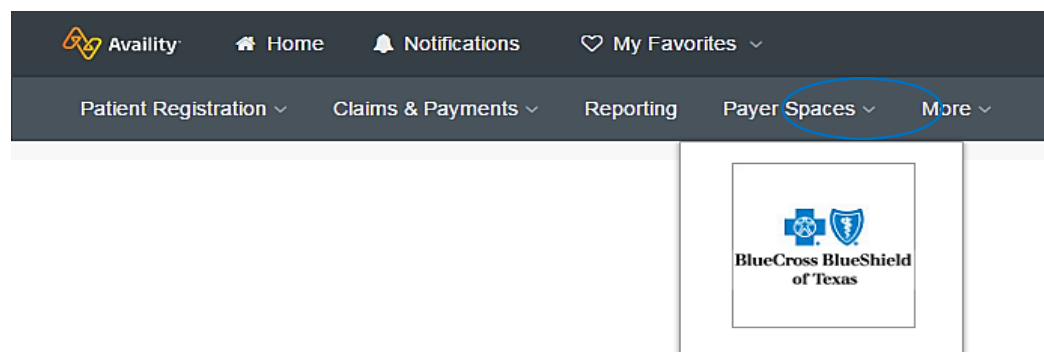 Availity Home Notifications My Favorites
Patient Registration Claims & Payments Reporting Payer Spaces More
BlueCross BlueShield
of Texas